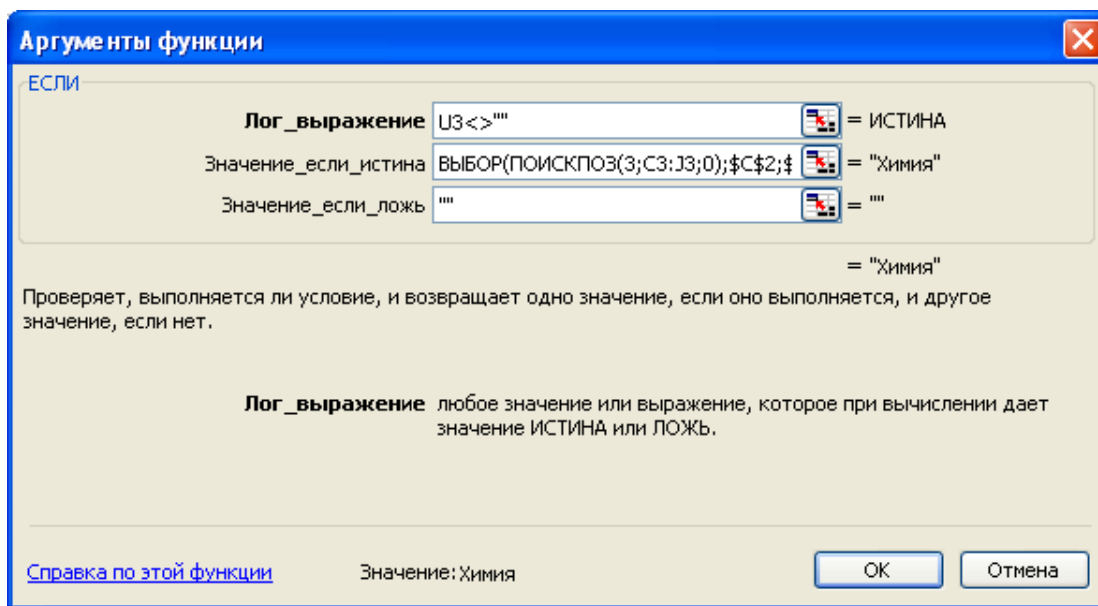 Аргументы функции
ЕСЛИ
Лог_выражение U3<>"" = ИСТИНА
Значение_если_истина ВЫБОР(ПОИСКПОЗ(3;C3:J3;0);$C$2;$ = "Химия"
Значение_если_ложь "" = ""
= "Химия"
Проверяет, выполняется ли условие, и возвращает одно значение, если оно выполняется, и другое
значение, если нет.
Лог_выражение любое значение или выражение, которое при вычислении дает
значение ИСТИНА или ЛОЖЬ.
Справка по этой функции Значение: Химия OK Отмена